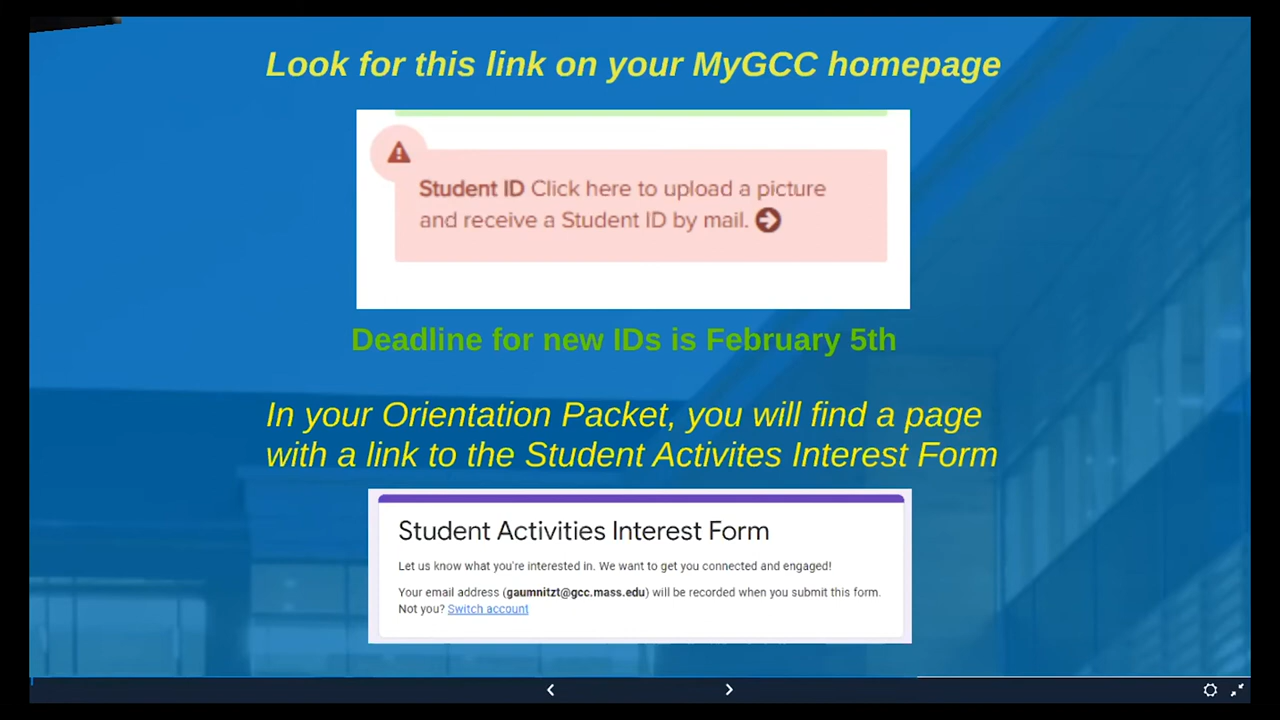 Look for this link on your MyGCC homepage
Student ID Click here to upload a picture
and receive a Student ID by mail.
Deadline for new IDs is February 5th
In your Orientation Packet, you will find a page
with a link to the Student Activites Interest Form
Student Activities Interest Form
Let us know what you're interested in. We want to get you connected and engaged!
Your email address (gaumnitzt@gcc.mass.edu) will be recorded when you submit this form.
Not you? Switch account